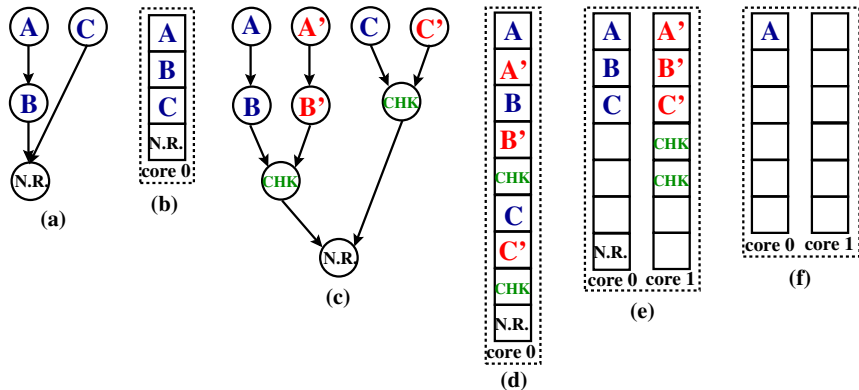 A
C
B
N.R.
(a)
A
B
C
N.R.
core 0
(b)
A
A'
C
C'
B
B'
CHK
CHK
N.R.
(c)
A
A'
B
B'
CHK
C
C'
CHK
N.R.
core 0
(d)
A
A'
B
B'
C
C'
CHK
CHK
N.R.
core 0
core 1
(e)
A
core 0
core 1
(f)